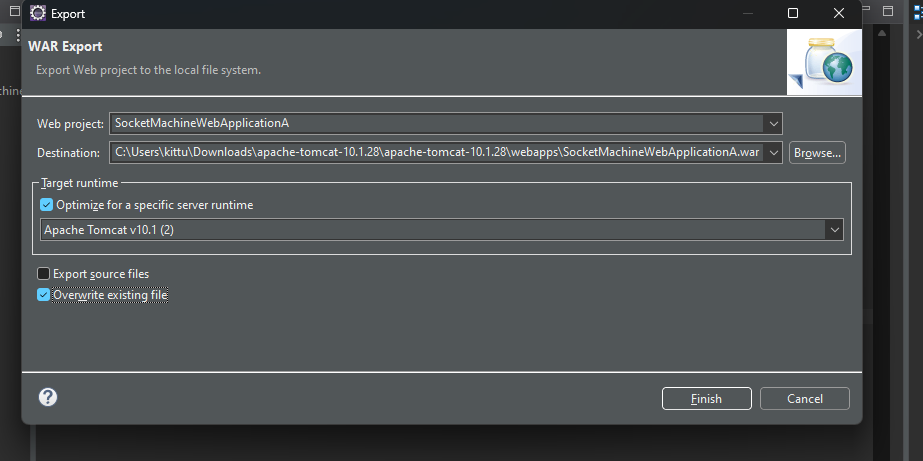 Export
WAR Export
Export Web project to the local file system.
Web project: SocketMachineWebApplicationA
Destination: C:\Users\kittu\Downloads\apache-tomcat-10.1.28\apache-tomcat-10.1.28\webapps\SocketMachineWebApplicationA.war Browse...
Target runtime
Optimize for a specific server runtime
Apache Tomcat v10.1 (2)
Export source files
Overwrite existing file
? Finish Cancel